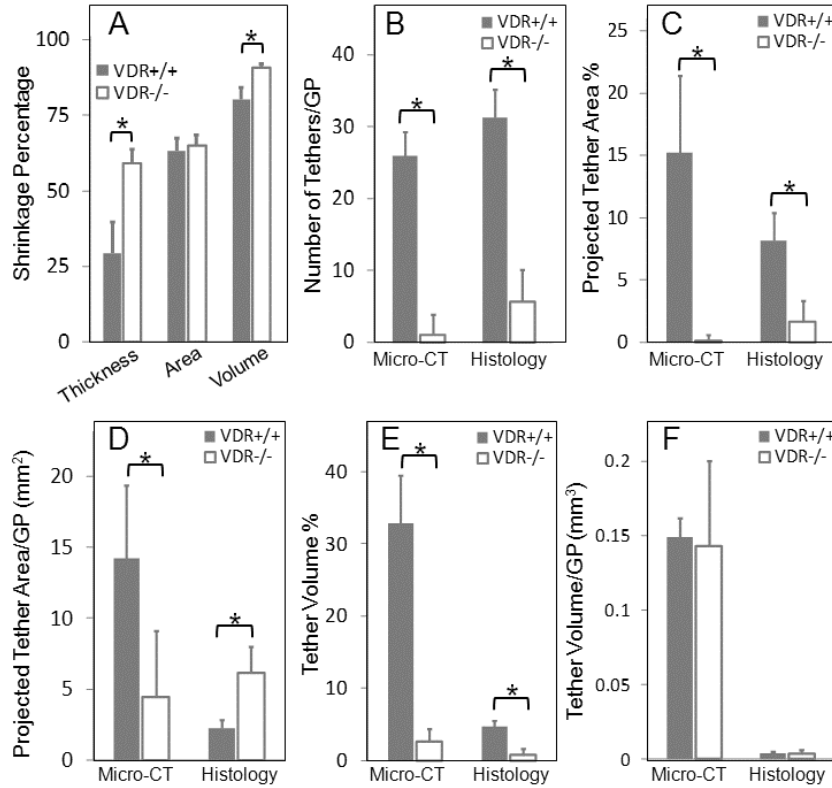 A
Shrinkage Percentage
100
75
50
25
0
VDR+/+
VDR-/-
*
*
Thickness
Area
Volume
B
Number of Tethers/GP
40
30
20
10
0
VDR+/+
VDR-/-
*
*
Micro-CT
Histology
C
Projected Tether Area %
25
20
15
10
5
0
VDR+/+
VDR-/-
*
*
Micro-CT
Histology
D
Projected Tether Area/GP (mm²)
20
15
10
5
0
VDR+/+
VDR-/-
*
*
Micro-CT
Histology
E
Tether Volume %
40
30
20
10
0
VDR+/+
VDR-/-
*
*
Micro-CT
Histology
F
Tether Volume/GP (mm³)
0.2
0.15
0.1
0.05
0
VDR+/+
VDR-/-
Micro-CT
Histology